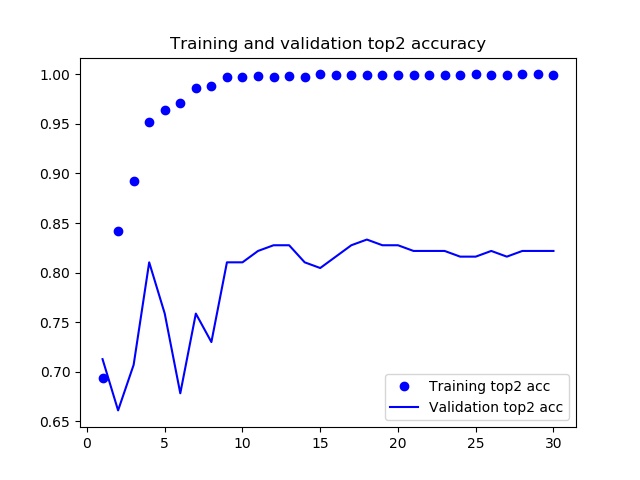 Training and validation top2 accuracy
1.00
0.95
0.90
0.85
0.80
0.75
0.70
0.65
Training top2 acc
Validation top2 acc
0 5 10 15 20 25 30